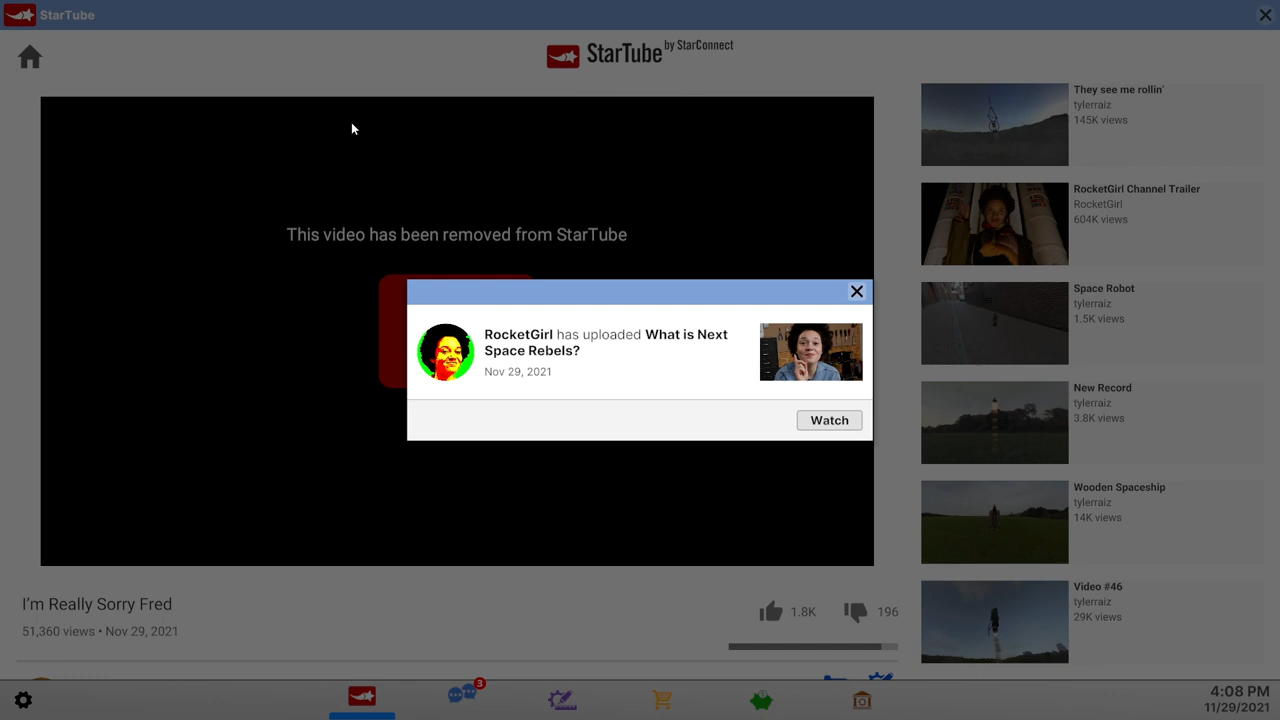 StarTube
StarTube by StarConnect
This video has been removed from StarTube
RocketGirl has uploaded What is Next
Space Rebels?
Nov 29, 2021
Watch
I'm Really Sorry Fred
51,360 views • Nov 29, 2021
1.8K
196
They see me rollin'
tylerraiz
145K views
RocketGirl Channel Trailer
RocketGirl
604K views
Space Robot
tylerraiz
1.5K views
New Record
tylerraiz
3.8K views
Wooden Spaceship
tylerraiz
14K views
Video #46
tylerraiz
29K views
3
4:08 PM
11/29/2021